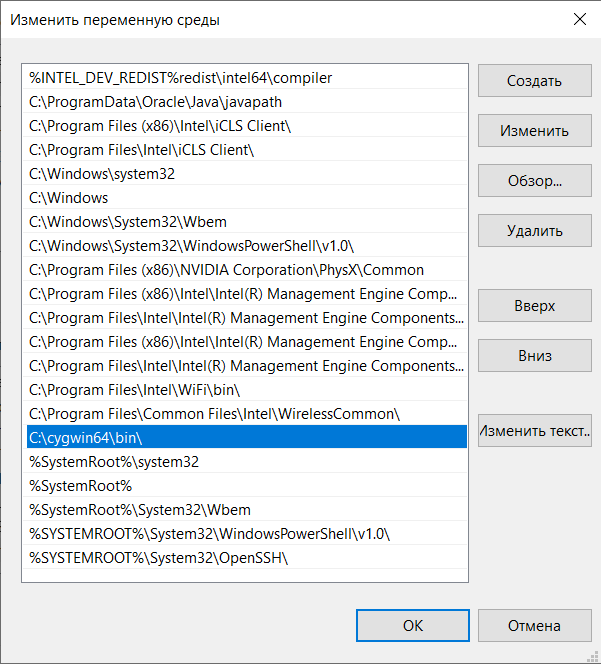 Изменить переменную среды
%INTEL_DEV_REDIST%redist\intel64\compiler
C:\ProgramData\Oracle\Java\javapath
C:\Program Files (x86)\Intel\iCLS Client\
C:\Program Files\Intel\iCLS Client\
C:\Windows\system32
C:\Windows
C:\Windows\System32\Wbem
C:\Windows\System32\WindowsPowerShell\v1.0\
C:\Program Files (x86)\NVIDIA Corporation\PhysX\Common
C:\Program Files (x86)\Intel\Intel(R) Management Engine Comp...
C:\Program Files\Intel\Intel(R) Management Engine Components...
C:\Program Files (x86)\Intel\Intel(R) Management Engine Comp...
C:\Program Files\Intel\Intel(R) Management Engine Components...
C:\Program Files\Intel\WiFi\bin\
C:\Program Files\Common Files\Intel\WirelessCommon\
C:\cygwin64\bin\
%SystemRoot%\system32
%SystemRoot%
%SystemRoot%\System32\Wbem
%SYSTEMROOT%\System32\WindowsPowerShell\v1.0\
%SYSTEMROOT%\System32\OpenSSH\
Создать
Изменить
Обзор...
Удалить
Вверх
Вниз
Изменить текст...
ОК
Отмена